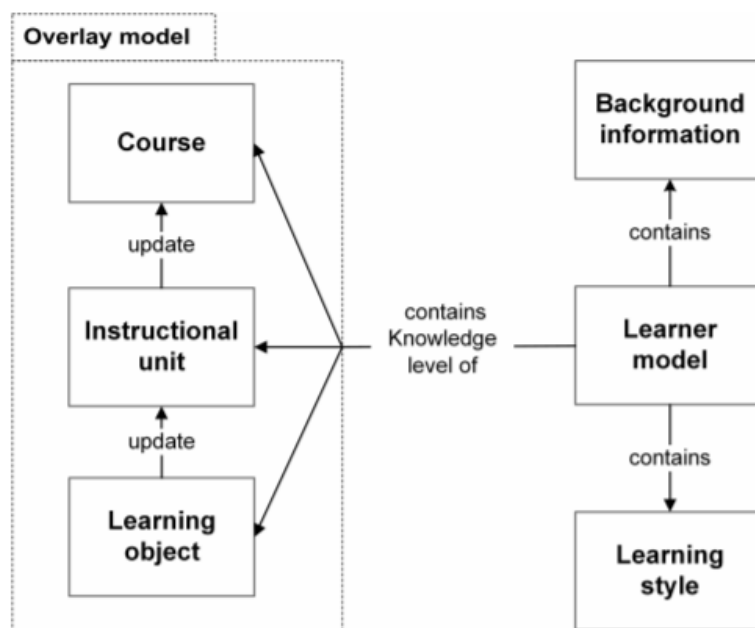 Overlay model
Course
update
Instructional
unit
update
Learning
object
contains
Knowledge
level of
Background
information
contains
Learner
model
contains
Learning
style